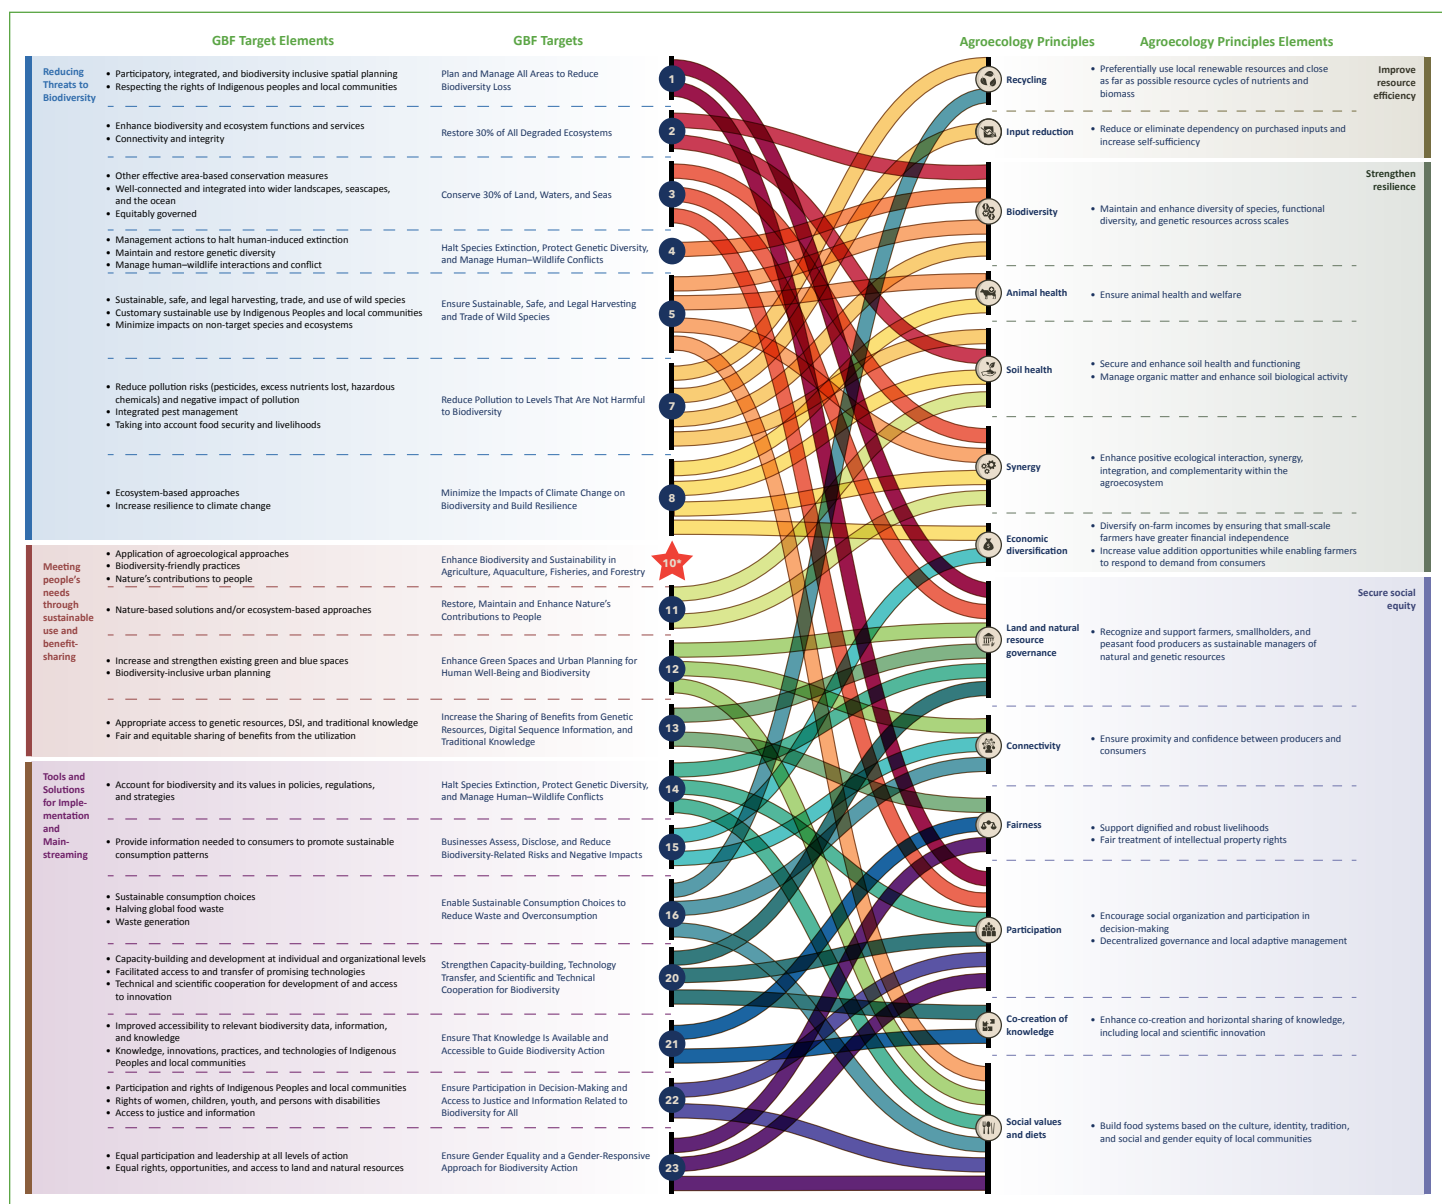 GBF Target Elements
GBF Targets
Agroecology Principles
Agroecology Principles Elements
Reducing
Threats to
Biodiversity
• Participatory, integrated, and biodiversity inclusive spatial planning
• Respecting the rights of Indigenous peoples and local communities
Plan and Manage All Areas to Reduce
Biodiversity Loss
1
• Enhance biodiversity and ecosystem functions and services
• Connectivity and integrity
Restore 30% of All Degraded Ecosystems
2
• Other effective area-based conservation measures
• Well-connected and integrated into wider landscapes, seascapes,
and the ocean
• Equitably governed
Conserve 30% of Land, Waters, and Seas
3
• Management actions to halt human-induced extinction
• Maintain and restore genetic diversity
• Manage human–wildlife interactions and conflict
Halt Species Extinction, Protect Genetic Diversity,
and Manage Human–Wildlife Conflicts
4
• Sustainable, safe, and legal harvesting, trade, and use of wild species
• Customary sustainable use by Indigenous Peoples and local communities
• Minimize impacts on non-target species and ecosystems
Ensure Sustainable, Safe, and Legal Harvesting
and Trade of Wild Species
5
• Reduce pollution risks (pesticides, excess nutrients lost, hazardous
chemicals) and negative impact of pollution
• Integrated pest management
• Taking into account food security and livelihoods
Reduce Pollution to Levels That Are Not Harmful
to Biodiversity
7
• Ecosystem-based approaches
• Increase resilience to climate change
Minimize the Impacts of Climate Change on
Biodiversity and Build Resilience
8
Meeting
people's
needs
through
sustainable
use and
benefit-
sharing
• Application of agroecological approaches
• Biodiversity-friendly practices
• Nature's contributions to people
Enhance Biodiversity and Sustainability in
Agriculture, Aquaculture, Fisheries, and Forestry
10*
• Nature-based solutions and/or ecosystem-based approaches
Restore, Maintain and Enhance Nature's
Contributions to People
11
• Increase and strengthen existing green and blue spaces
• Biodiversity-inclusive urban planning
Enhance Green Spaces and Urban Planning for
Human Well-Being and Biodiversity
12
• Appropriate access to genetic resources, DSI, and traditional knowledge
• Fair and equitable sharing of benefits from the utilization
Increase the Sharing of Benefits from Genetic
Resources, Digital Sequence Information, and
Traditional Knowledge
13
Tools and
Solutions
for Imple-
mentation
and
Main-
streaming
• Account for biodiversity and its values in policies, regulations,
and strategies
Halt Species Extinction, Protect Genetic Diversity,
and Manage Human–Wildlife Conflicts
14
• Provide information needed to consumers to promote sustainable
consumption patterns
Businesses Assess, Disclose, and Reduce
Biodiversity-Related Risks and Negative Impacts
15
• Sustainable consumption choices
• Halving global food waste
• Waste generation
Enable Sustainable Consumption Choices to
Reduce Waste and Overconsumption
16
• Capacity-building and development at individual and organizational levels
• Facilitated access to and transfer of promising technologies
• Technical and scientific cooperation for development of and access
to innovation
Strengthen Capacity-building, Technology
Transfer, and Scientific and Technical
Cooperation for Biodiversity
20
• Improved accessibility to relevant biodiversity data, information,
and knowledge
• Knowledge, innovations, practices, and technologies of Indigenous
Peoples and local communities
Ensure That Knowledge Is Available and
Accessible to Guide Biodiversity Action
21
• Participation and rights of Indigenous Peoples and local communities
• Rights of women, children, youth, and persons with disabilities
• Access to justice and information
Ensure Participation in Decision-Making and
Access to Justice and Information Related to
Biodiversity for All
22
• Equal participation and leadership at all levels of action
• Equal rights, opportunities, and access to land and natural resources
Ensure Gender Equality and a Gender-Responsive
Approach for Biodiversity Action
23
Recycling
• Preferentially use local renewable resources and close
as far as possible resource cycles of nutrients and
biomass
Improve
resource
efficiency
Input reduction
• Reduce or eliminate dependency on purchased inputs and
increase self-sufficiency
Strengthen
resilience
Biodiversity
• Maintain and enhance diversity of species, functional
diversity, and genetic resources across scales
Animal health
• Ensure animal health and welfare
Soil health
• Secure and enhance soil health and functioning
• Manage organic matter and enhance soil biological activity
Synergy
• Enhance positive ecological interaction, synergy,
integration, and complementarity within the
agroecosystem
Economic
diversification
• Diversify on-farm incomes by ensuring that small-scale
farmers have greater financial independence
• Increase value addition opportunities while enabling farmers
to respond to demand from consumers
Secure social
equity
Land and natural
resource
governance
• Recognize and support farmers, smallholders, and
peasant food producers as sustainable managers of
natural and genetic resources
Connectivity
• Ensure proximity and confidence between producers and
consumers
Fairness
• Support dignified and robust livelihoods
• Fair treatment of intellectual property rights
Participation
• Encourage social organization and participation in
decision-making
• Decentralized governance and local adaptive management
Co-creation of
knowledge
• Enhance co-creation and horizontal sharing of knowledge,
including local and scientific innovation
Social values
and diets
• Build food systems based on the culture, identity, tradition,
and social and gender equity of local communities